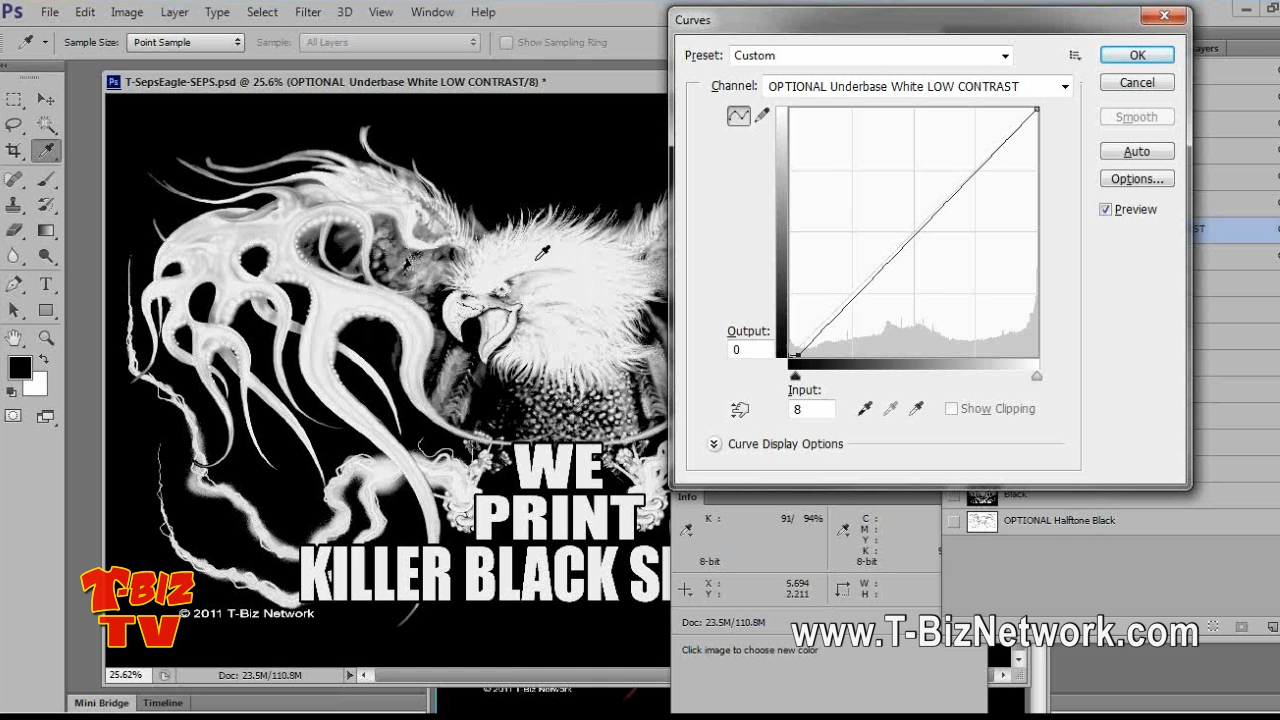 Ps File Edit Image Layer Type Select Filter 3D View Window Help
Sample Size: Point Sample Sample: All Layers Show Sampling Ring
Ps T-SepsEagle-SEPS.psd @ 25.6% (OPTIONAL Underbase White LOW CONTRAST/8) *
Curves
Preset: Custom
Channel: OPTIONAL Underbase White LOW CONTRAST
OK
Cancel
Smooth
Auto
Options...
Preview
Output:
0
Input:
8
Show Clipping
Curve Display Options
WE
PRINT
KILLER BLACK
T-BIZ
TV
© 2011 T-Biz Network
25.62% Doc: 23.5M/110.8M
Mini Bridge Timeline
© 2011 T-Biz Network
Info
K : 91/ 94% C :
M :
Y :
K :
8-bit 8-bit
X : 5.694 W :
Y : 2.211 H :
Doc: 23.5M/110.8M
Click image to choose new color
Black
OPTIONAL Halftone Black
www.T-BizNetwork.com